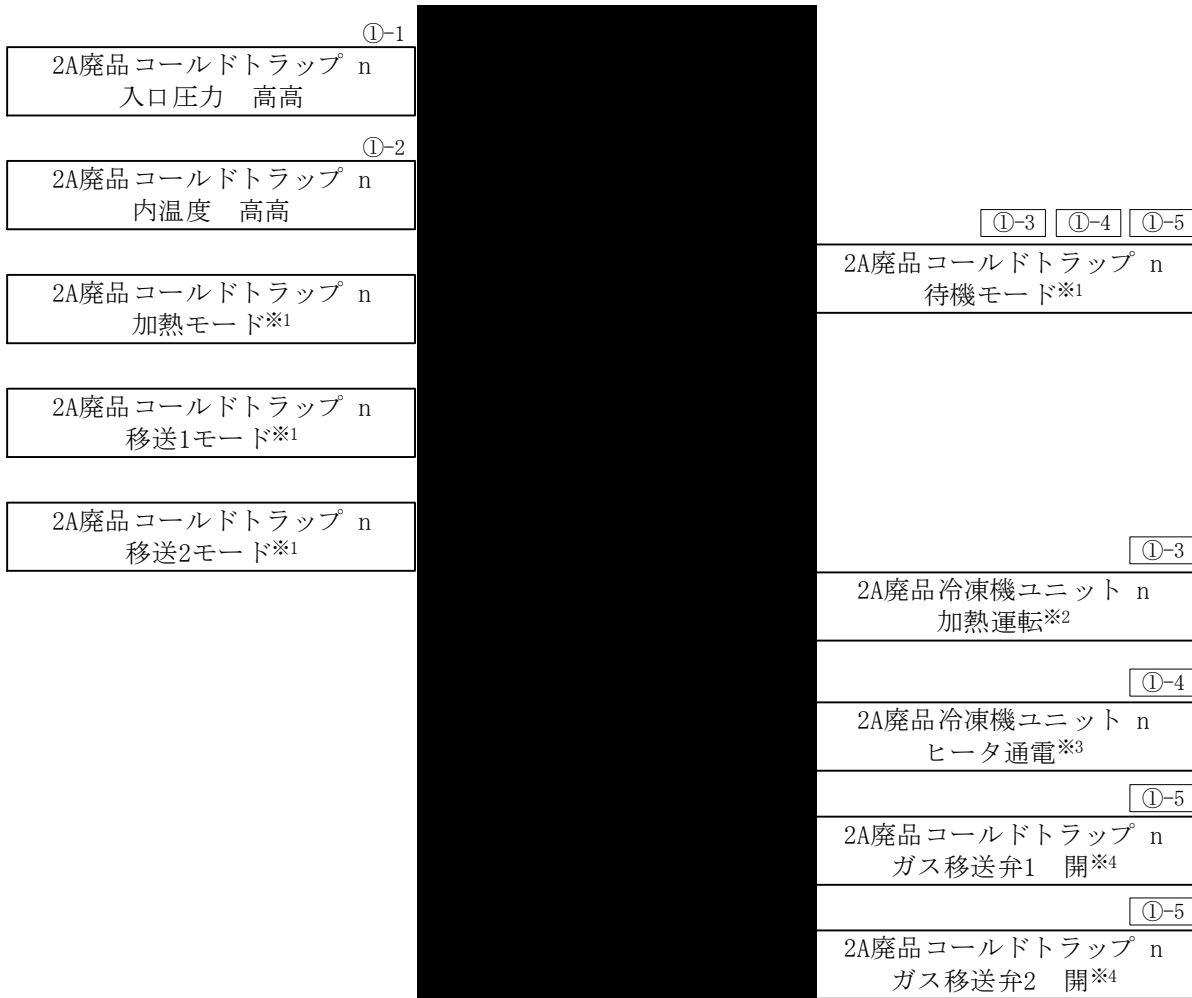 ①-1
2A廃品コールドトラップ n
入口圧力　高高
①-2
2A廃品コールドトラップ n
内温度　高高
2A廃品コールドトラップ n
加熱モード※1
2A廃品コールドトラップ n
移送1モード※1
2A廃品コールドトラップ n
移送2モード※1
①-3 ①-4 ①-5
2A廃品コールドトラップ n
待機モード※1
①-3
2A廃品冷凍機ユニット n
加熱運転※2
①-4
2A廃品冷凍機ユニット n
ヒータ通電※3
①-5
2A廃品コールドトラップ n
ガス移送弁1　開※4
①-5
2A廃品コールドトラップ n
ガス移送弁2　開※4